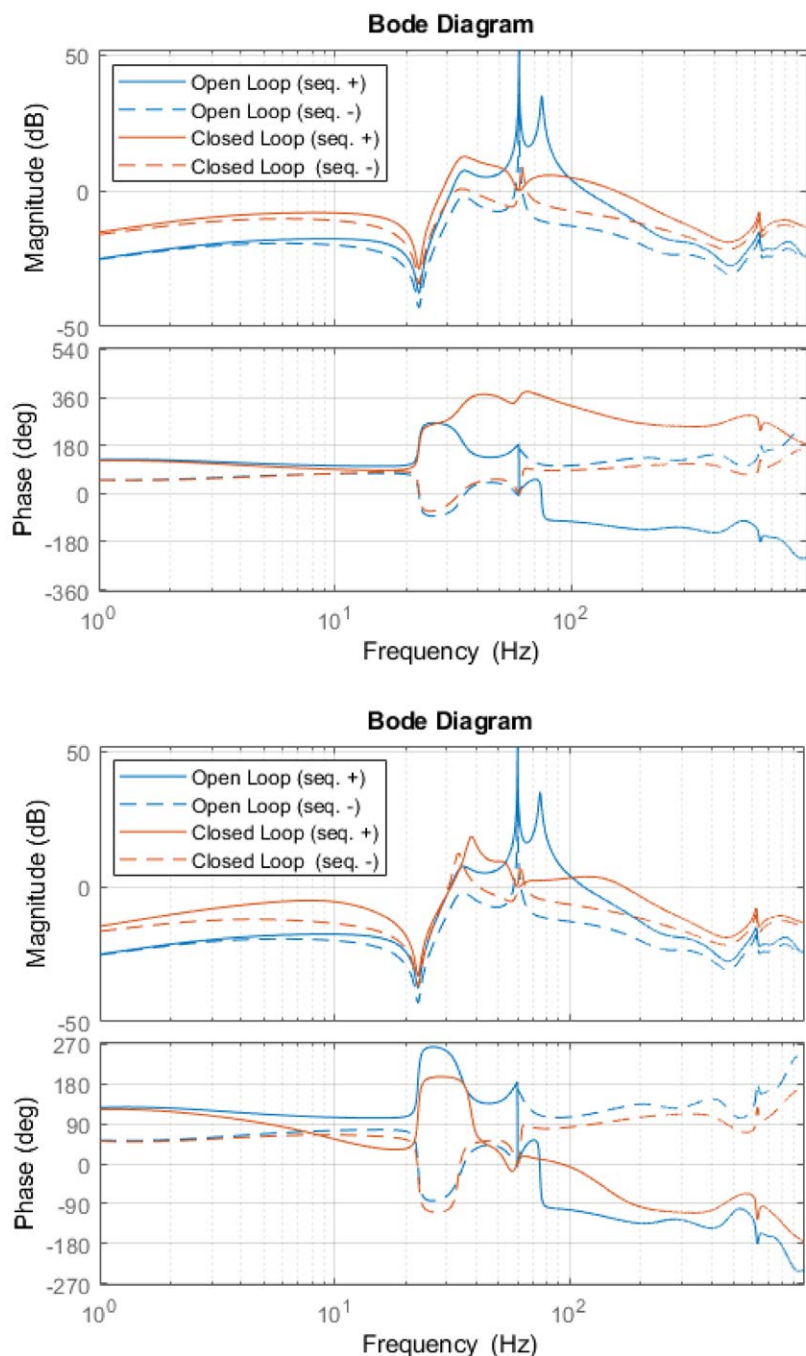 Bode Diagram
50
0
-50
Magnitude (dB)
Open Loop (seq. +)
Open Loop (seq. -)
Closed Loop (seq. +)
Closed Loop (seq. -)
540
360
180
0
-180
-360
Phase (deg)
10^0
10^1
10^2
Frequency (Hz)
Bode Diagram
50
0
-50
Magnitude (dB)
Open Loop (seq. +)
Open Loop (seq. -)
Closed Loop (seq. +)
Closed Loop (seq. -)
270
180
90
0
-90
-180
-270
Phase (deg)
10^0
10^1
10^2
Frequency (Hz)